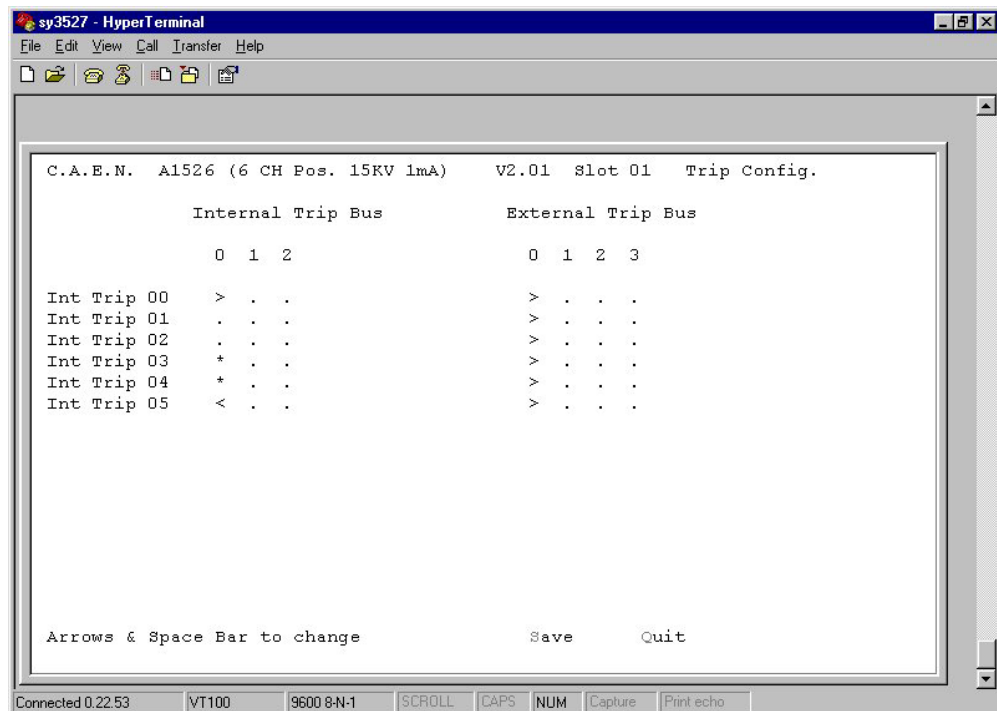 sy3527 - HyperTerminal
File Edit View Call Transfer Help
C.A.E.N. A1526 (6 CH Pos. 15KV 1mA) V2.01 Slot 01 Trip Config.
Internal Trip Bus External Trip Bus
0 1 2 0 1 2 3
Int Trip 00 > . . > . . .
Int Trip 01 . . . > . . .
Int Trip 02 . . . > . . .
Int Trip 03 * . . > . . .
Int Trip 04 * . . > . . .
Int Trip 05 < . . > . . .
Arrows & Space Bar to change Save Quit
Connected 0.22.53 VT100 9600 8-N-1 SCROLL CAPS NUM Capture Print echo